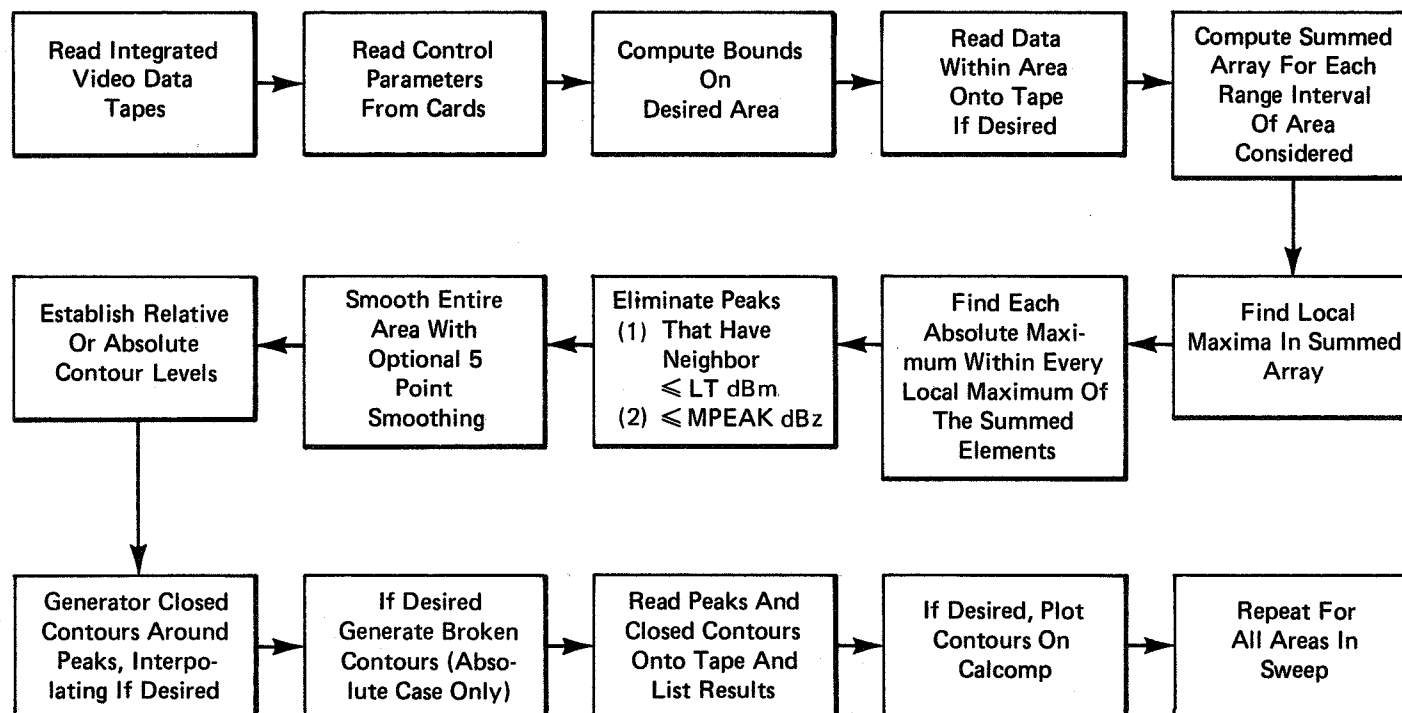 Read Integrated
Video Data
Tapes
Read Control
Parameters
From Cards
Compute Bounds
On
Desired Area
Read Data
Within Area
Onto Tape
If Desired
Compute Summed
Array For Each
Range Interval
Of Area
Considered
Find Local
Maxima In Summed
Array
Find Each
Absolute Maxi-
mum Within Every
Local Maximum Of
The Summed
Elements
Eliminate Peaks
(1) That Have
Neighbor
⩽ LT dBm
(2) ⩽ MPEAK dBz
Smooth Entire
Area With
Optional 5
Point
Smoothing
Establish Relative
Or Absolute
Contour Levels
Generator Closed
Contours Around
Peaks, Interpo-
lating If Desired
If Desired
Generate Broken
Contours (Abso-
lute Case Only)
Read Peaks And
Closed Contours
Onto Tape And
List Results
If Desired, Plot
Contours On
Calcomp
Repeat For
All Areas In
Sweep